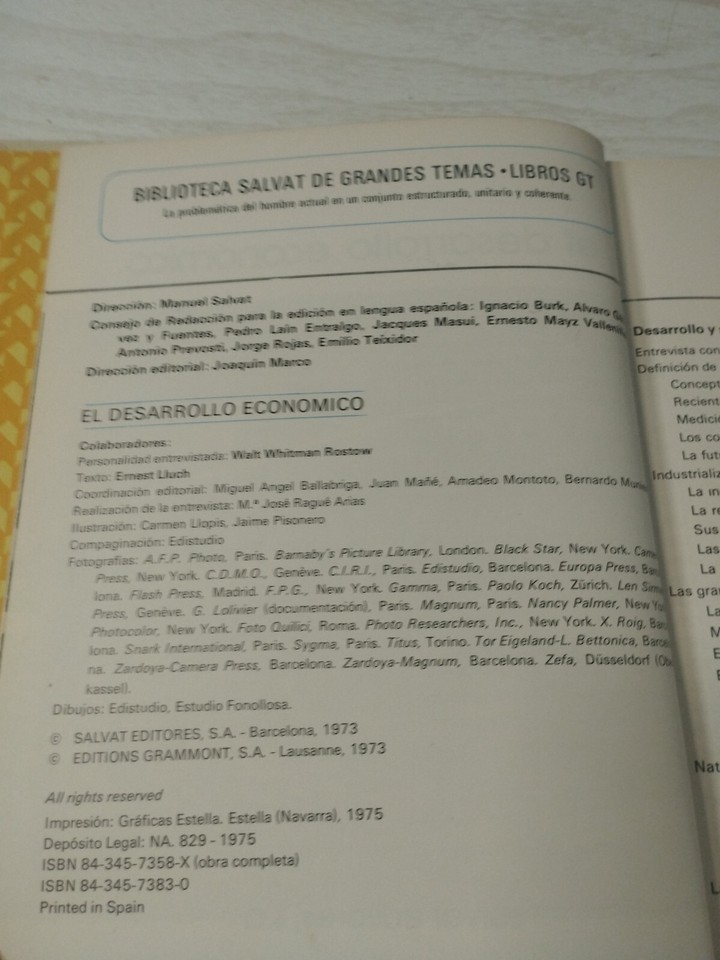 BIBLIOTECA SALVAT DE GRANDES TEMAS • LIBROS GT
La problemática del hombre actual en un conjunto estructurado, unitario y coherente.
Dirección: Manuel Salvat
Consejo de Redacción para la edición en lengua española: Ignacio Burk, Alvaro
vez y Fuentes, Pedro Laín Entralgo, Jacques Masui, Ernesto Mayz
Antonio Prevosti, Jorge Rojas, Emilio Teixidor
Dirección editorial: Joaquín Marco
EL DESARROLLO ECONOMICO
Colaboradores:
Personalidad entrevistada: Walt Whitman Rostow
Texto: Ernest Lluch
Coordinación editorial: Miguel Angel Ballabriga, Juan Mañé, Amadeo Montoto, Bernardo
Realización de la entrevista: M.ª José Ragué Arias
Ilustración: Carmen Llopis, Jaime Pisonero
Compaginación: Edistudio
Fotografías: A.F.P. Photo, Paris. Barnaby's Picture Library, London. Black Star, New York.
Press, New York. C.D.M.O., Genève. C.I.R.I., Paris. Edistudio, Barcelona. Europa Press,
lona. Flash Press, Madrid. F.P.G., New York. Gamma, Paris. Paolo Koch, Zürich. Len
Press, Genève. G. Lolivier (documentación), Paris. Magnum, Paris. Nancy Palmer, New
Photocolor, New York. Foto Quilici, Roma. Photo Researchers, Inc., New York. X. Roig,
lona. Snark International, Paris. Sygma, Paris. Titus, Torino. Tor Eigeland-L. Bettonica,
na. Zardoya-Camera Press, Barcelona. Zardoya-Magnum, Barcelona. Zefa, Düsseldorf
kassel).
Dibujos: Edistudio, Estudio Fonollosa.
© SALVAT EDITORES, S.A. - Barcelona, 1973
© EDITIONS GRAMMONT, S.A. - Lausanne, 1973
All rights reserved
Impresión: Gráficas Estella. Estella (Navarra), 1975
Depósito Legal: NA. 829 - 1975
ISBN 84-345-7358-X (obra completa)
ISBN 84-345-7383-0
Printed in Spain
Desarrollo y
Entrevista con
Definición de
Concept
Recient
Medició
Los co
La fut
Industrializ
La in
La re
Sus
Las
La
Las gra
La
M
E
Nat
L